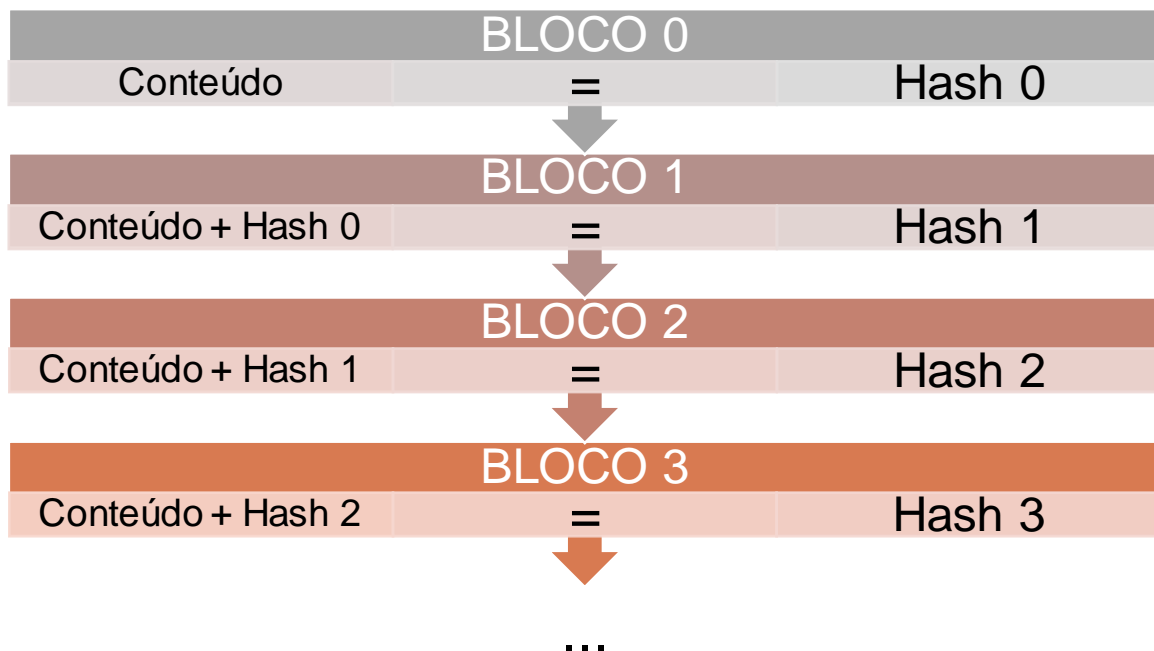 BLOCO 0
Conteúdo = Hash 0
BLOCO 1
Conteúdo + Hash 0 = Hash 1
BLOCO 2
Conteúdo + Hash 1 = Hash 2
BLOCO 3
Conteúdo + Hash 2 = Hash 3
...